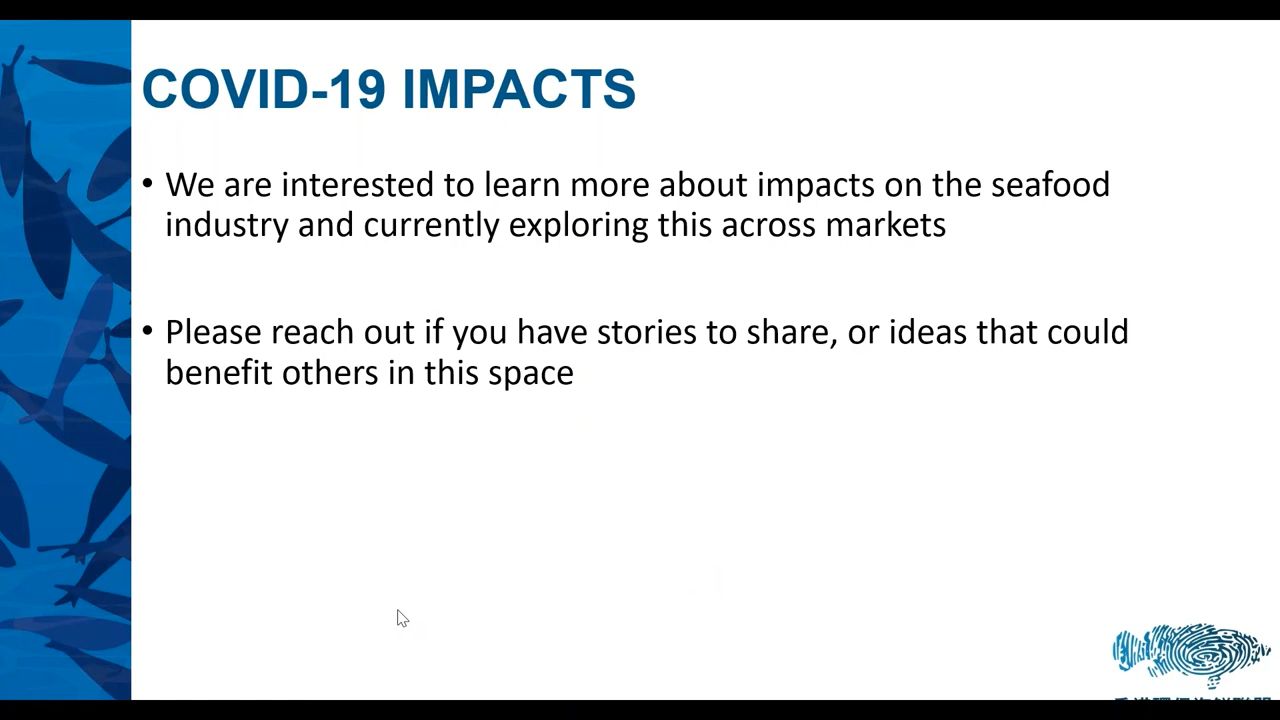 COVID-19 IMPACTS
• We are interested to learn more about impacts on the seafood
industry and currently exploring this across markets
• Please reach out if you have stories to share, or ideas that could
benefit others in this space